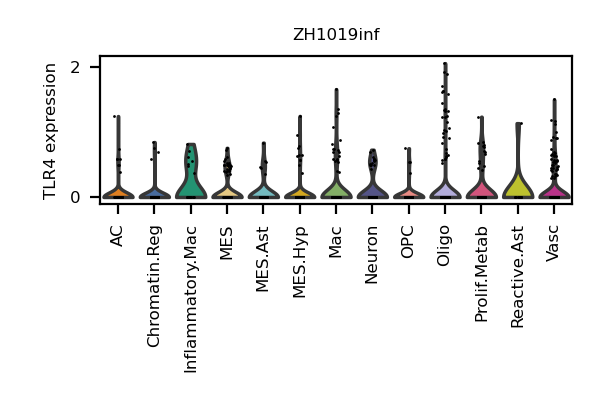 ZH1019inf
TLR4 expression
2
0
AC
Chromatin.Reg
Inflammatory.Mac
MES
MES.Ast
MES.Hyp
Mac
Neuron
OPC
Oligo
Prolif.Metab
Reactive.Ast
Vasc